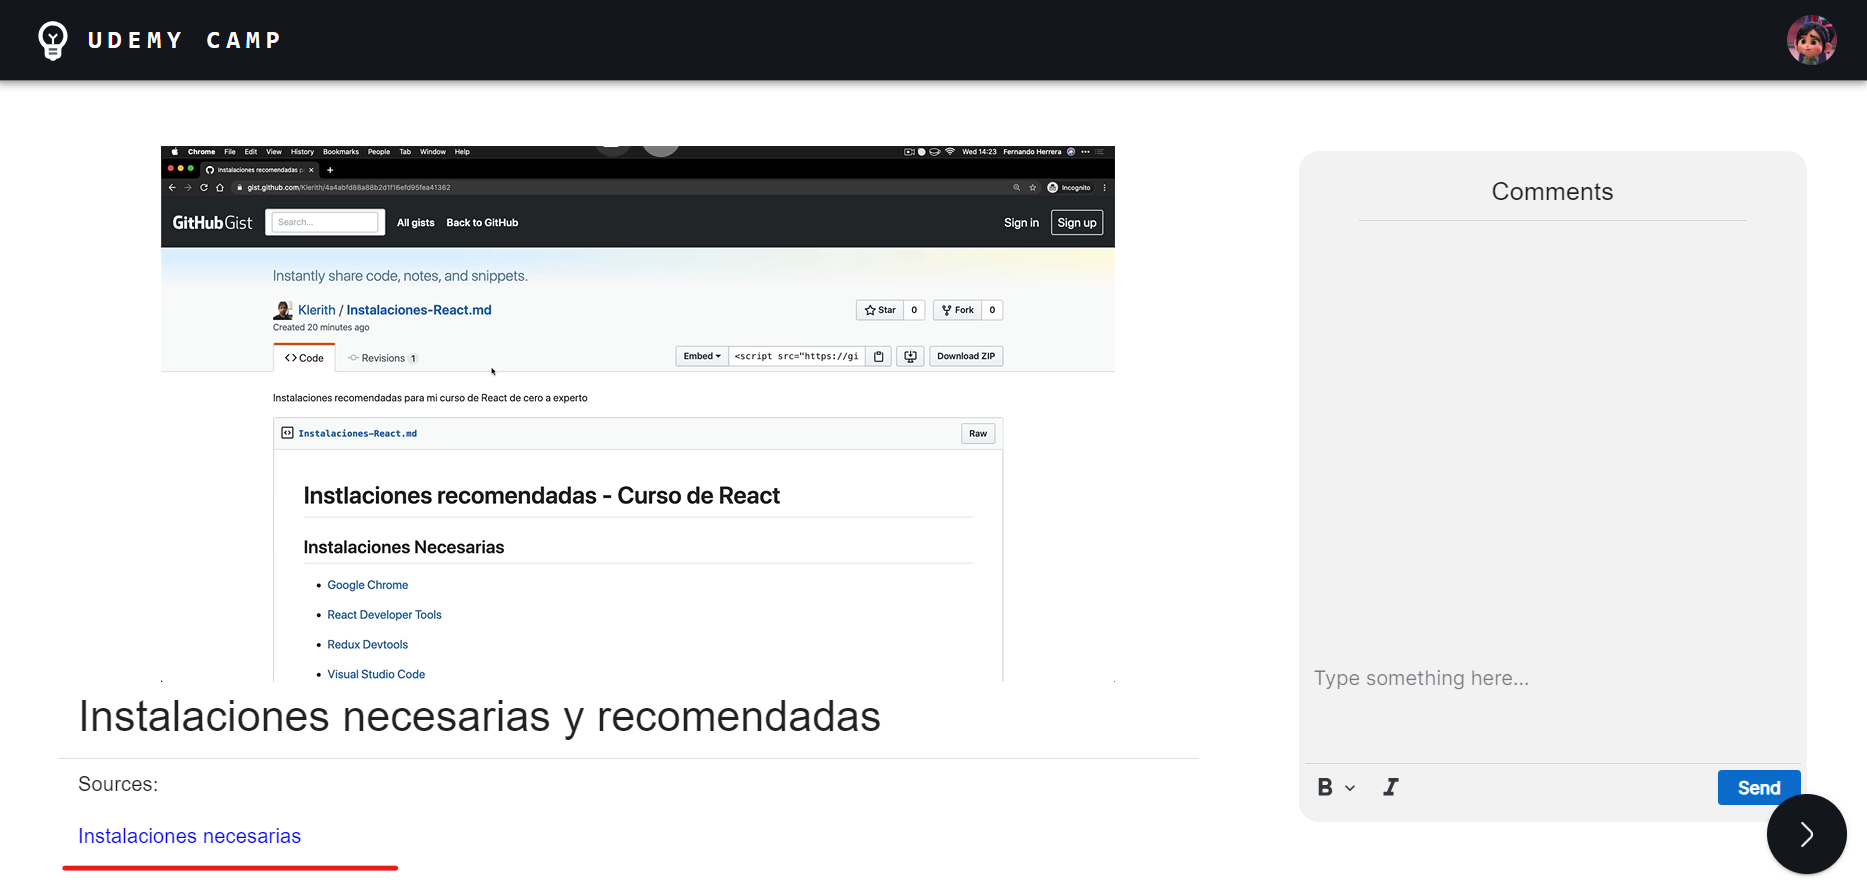 UDEMY CAMP
Chrome File Edit View History Bookmarks People Tab Window Help
Wed 14:23 Fernando Herrera
Instalaciones recomendadas p
gist.github.com/Klerith/4a4abfd88a88b2d1f16efd95fea41362
Incognito
GitHub Gist
Search...
All gists
Back to GitHub
Sign in
Sign up
Instantly share code, notes, and snippets.
Klerith / Instalaciones-React.md
Created 20 minutes ago
Star 0
Fork 0
Code
Revisions 1
Embed
<script src="https://gi
Download ZIP
Instalaciones recomendadas para mi curso de React de cero a experto
Instalaciones-React.md
Raw
Instlaciones recomendadas - Curso de React
Instalaciones Necesarias
Google Chrome
React Developer Tools
Redux Devtools
Visual Studio Code
Instalaciones necesarias y recomendadas
Sources:
Instalaciones necesarias
Comments
Type something here...
B
I
Send